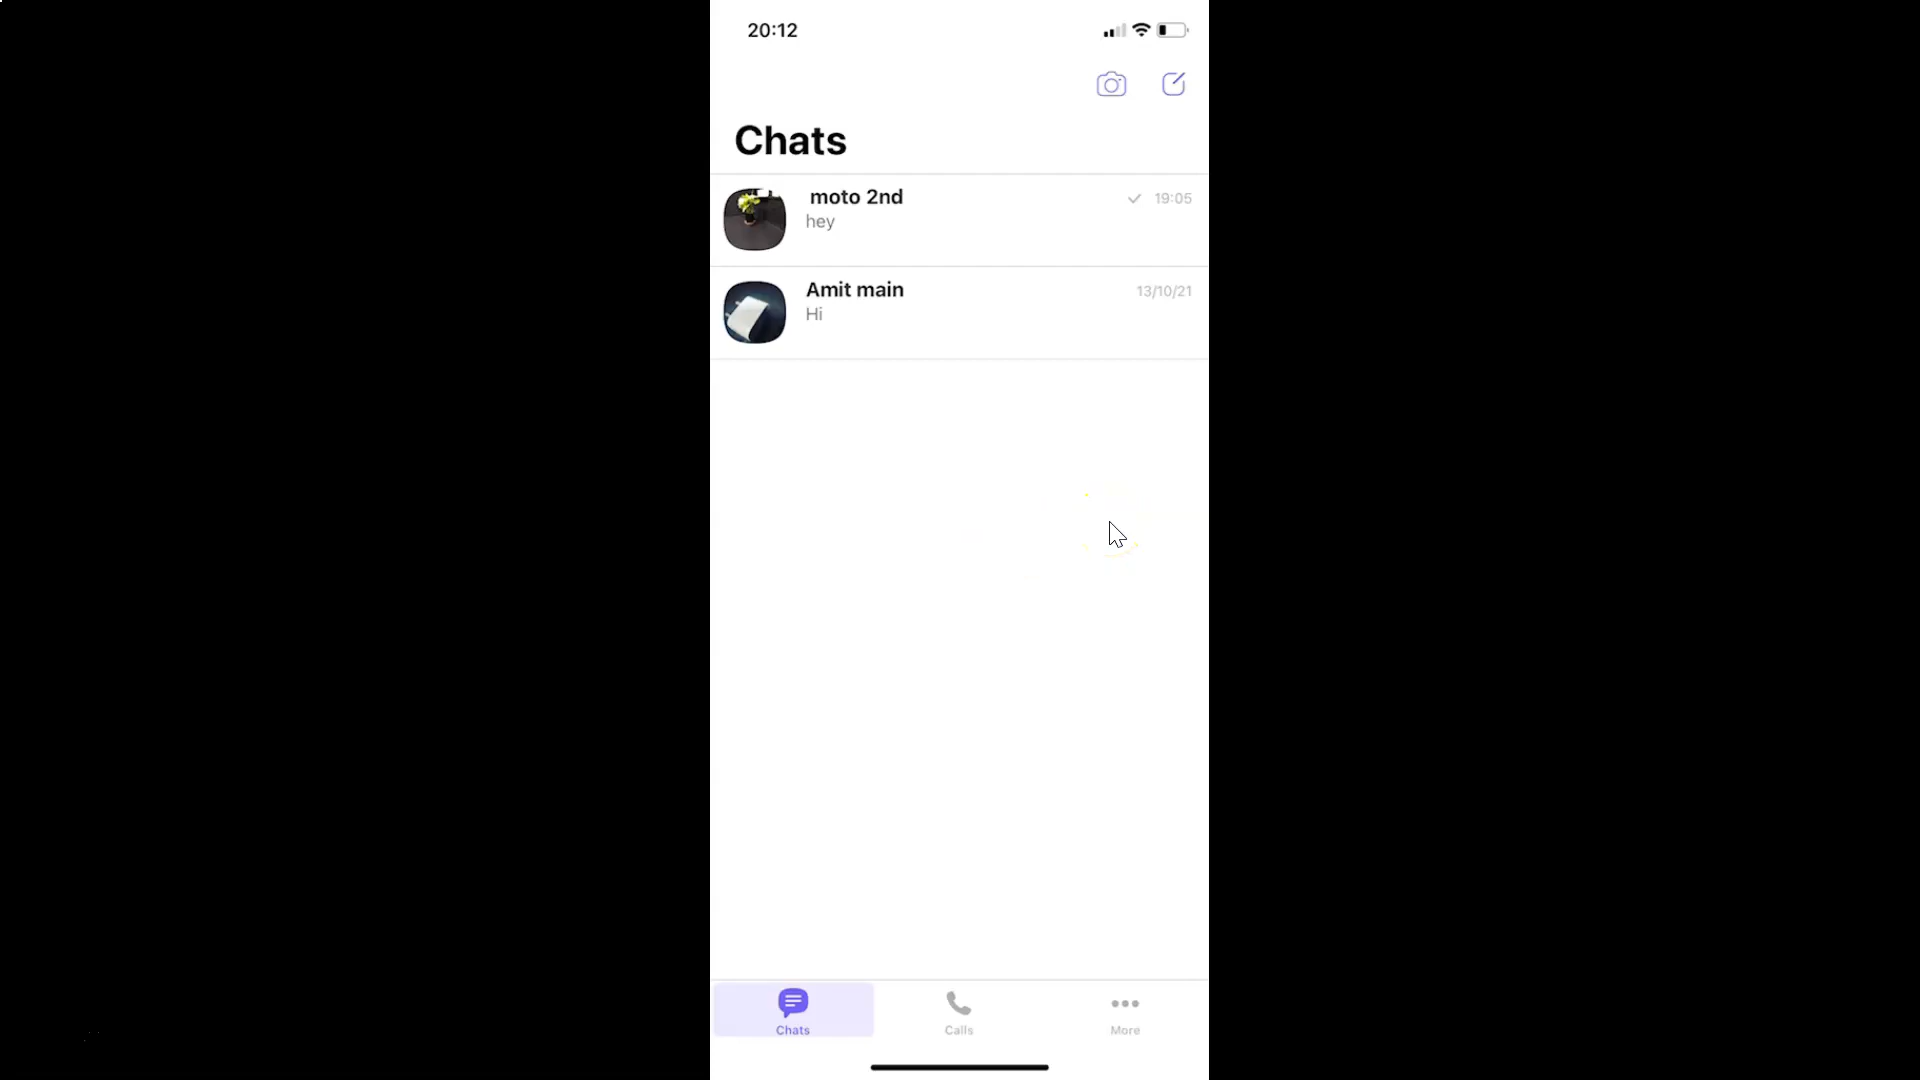 20:12
Chats
moto 2nd
19:05
hey
Amit main
13/10/21
Hi
Chats
Calls
More